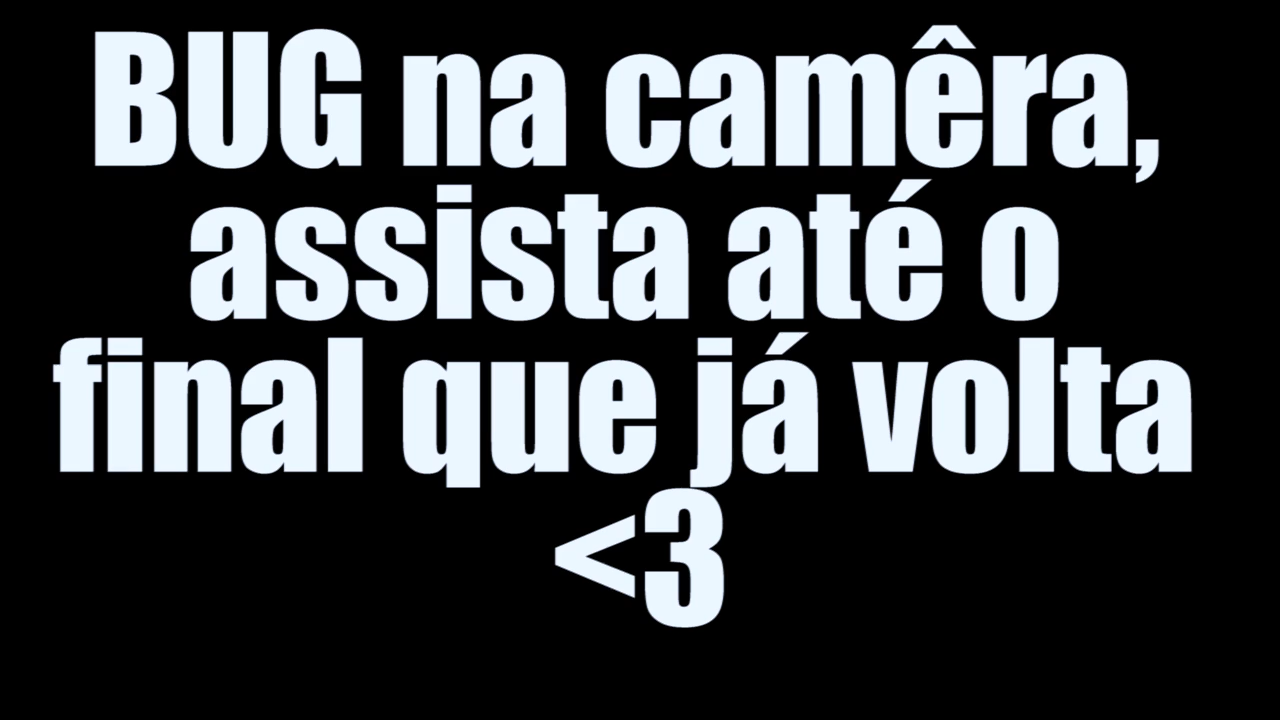 BUG na camêra,
assista até o
final que já volta
<3